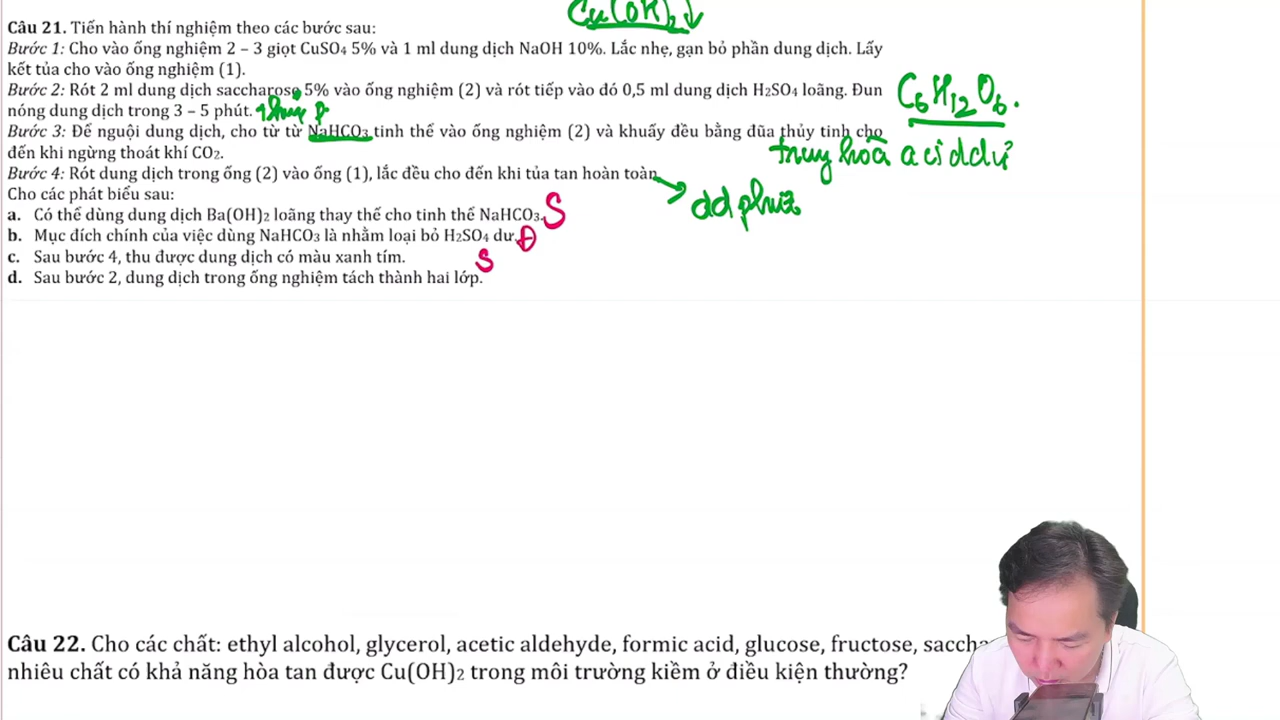 Cu(OH)₂↓
Câu 21. Tiến hành thí nghiệm theo các bước sau:
Bước 1: Cho vào ống nghiệm 2 – 3 giọt CuSO₄ 5% và 1 ml dung dịch NaOH 10%. Lắc nhẹ, gạn bỏ phần dung dịch. Lấy
kết tủa cho vào ống nghiệm (1).
Bước 2: Rót 2 ml dung dịch saccharose 5% vào ống nghiệm (2) và rót tiếp vào đó 0,5 ml dung dịch H₂SO₄ loãng. Đun
C₆H₁₂O₆.
nóng dung dịch trong 3 – 5 phút.
Bước 3: Để nguội dung dịch, cho từ từ NaHCO₃ tinh thể vào ống nghiệm (2) và khuấy đều bằng đũa thủy tinh cho
đến khi ngừng thoát khí CO₂.
Bước 4: Rót dung dịch trong ống (2) vào ống (1), lắc đều cho đến khi tủa tan hoàn toàn
dd
Cho các phát biểu sau:
a. Có thể dùng dung dịch Ba(OH)₂ loãng thay thế cho tinh thể NaHCO₃. S
b. Mục đích chính của việc dùng NaHCO₃ là nhằm loại bỏ H₂SO₄ dư. Đ
c. Sau bước 4, thu được dung dịch có màu xanh tím. S
d. Sau bước 2, dung dịch trong ống nghiệm tách thành hai lớp.
Câu 22. Cho các chất: ethyl alcohol, glycerol, acetic aldehyde, formic acid, glucose, fructose,
nhiêu chất có khả năng hòa tan được Cu(OH)₂ trong môi trường kiềm ở điều kiện thường?